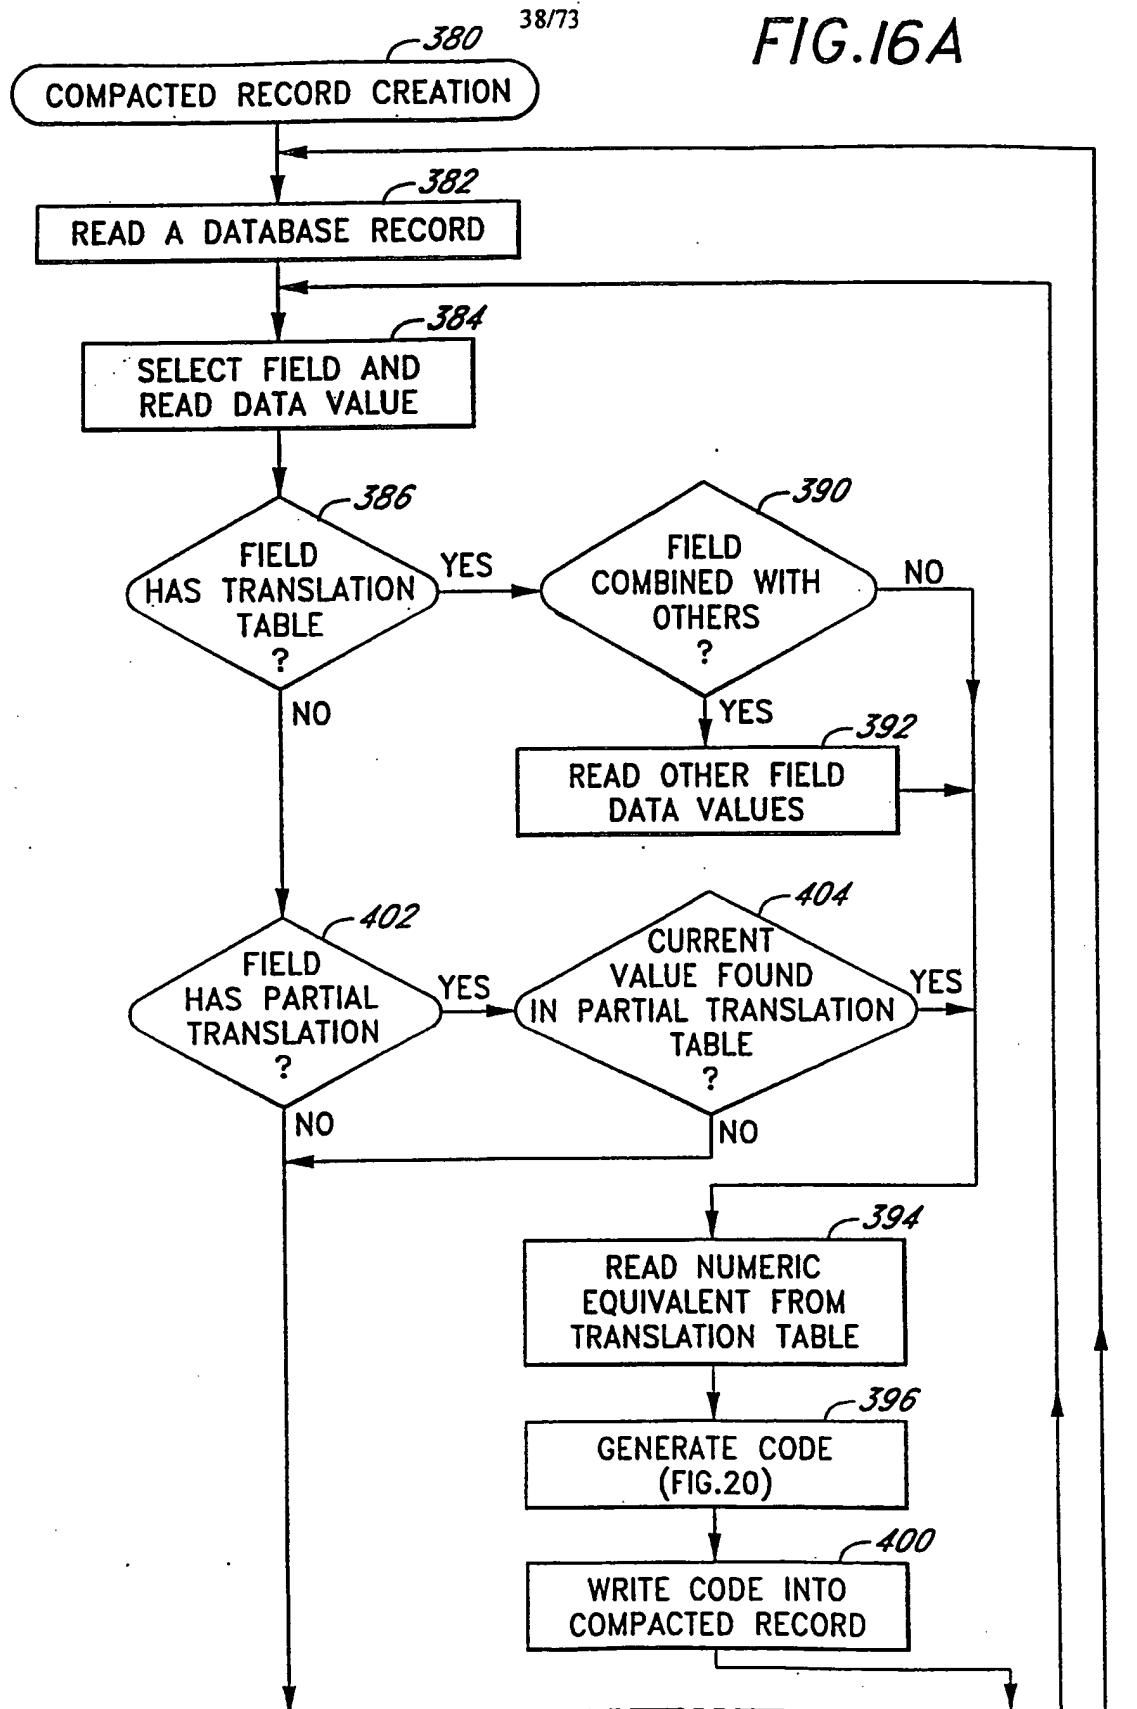 38/73
FIG.16A
380
COMPACTED RECORD CREATION
382
READ A DATABASE RECORD
384
SELECT FIELD AND
READ DATA VALUE
386
FIELD
HAS TRANSLATION
TABLE
?
YES
NO
390
FIELD
COMBINED WITH
OTHERS
?
NO
YES
392
READ OTHER FIELD
DATA VALUES
402
FIELD
HAS PARTIAL
TRANSLATION
?
YES
NO
404
CURRENT
VALUE FOUND
IN PARTIAL TRANSLATION
TABLE
?
YES
NO
394
READ NUMERIC
EQUIVALENT FROM
TRANSLATION TABLE
396
GENERATE CODE
(FIG.20)
400
WRITE CODE INTO
COMPACTED RECORD